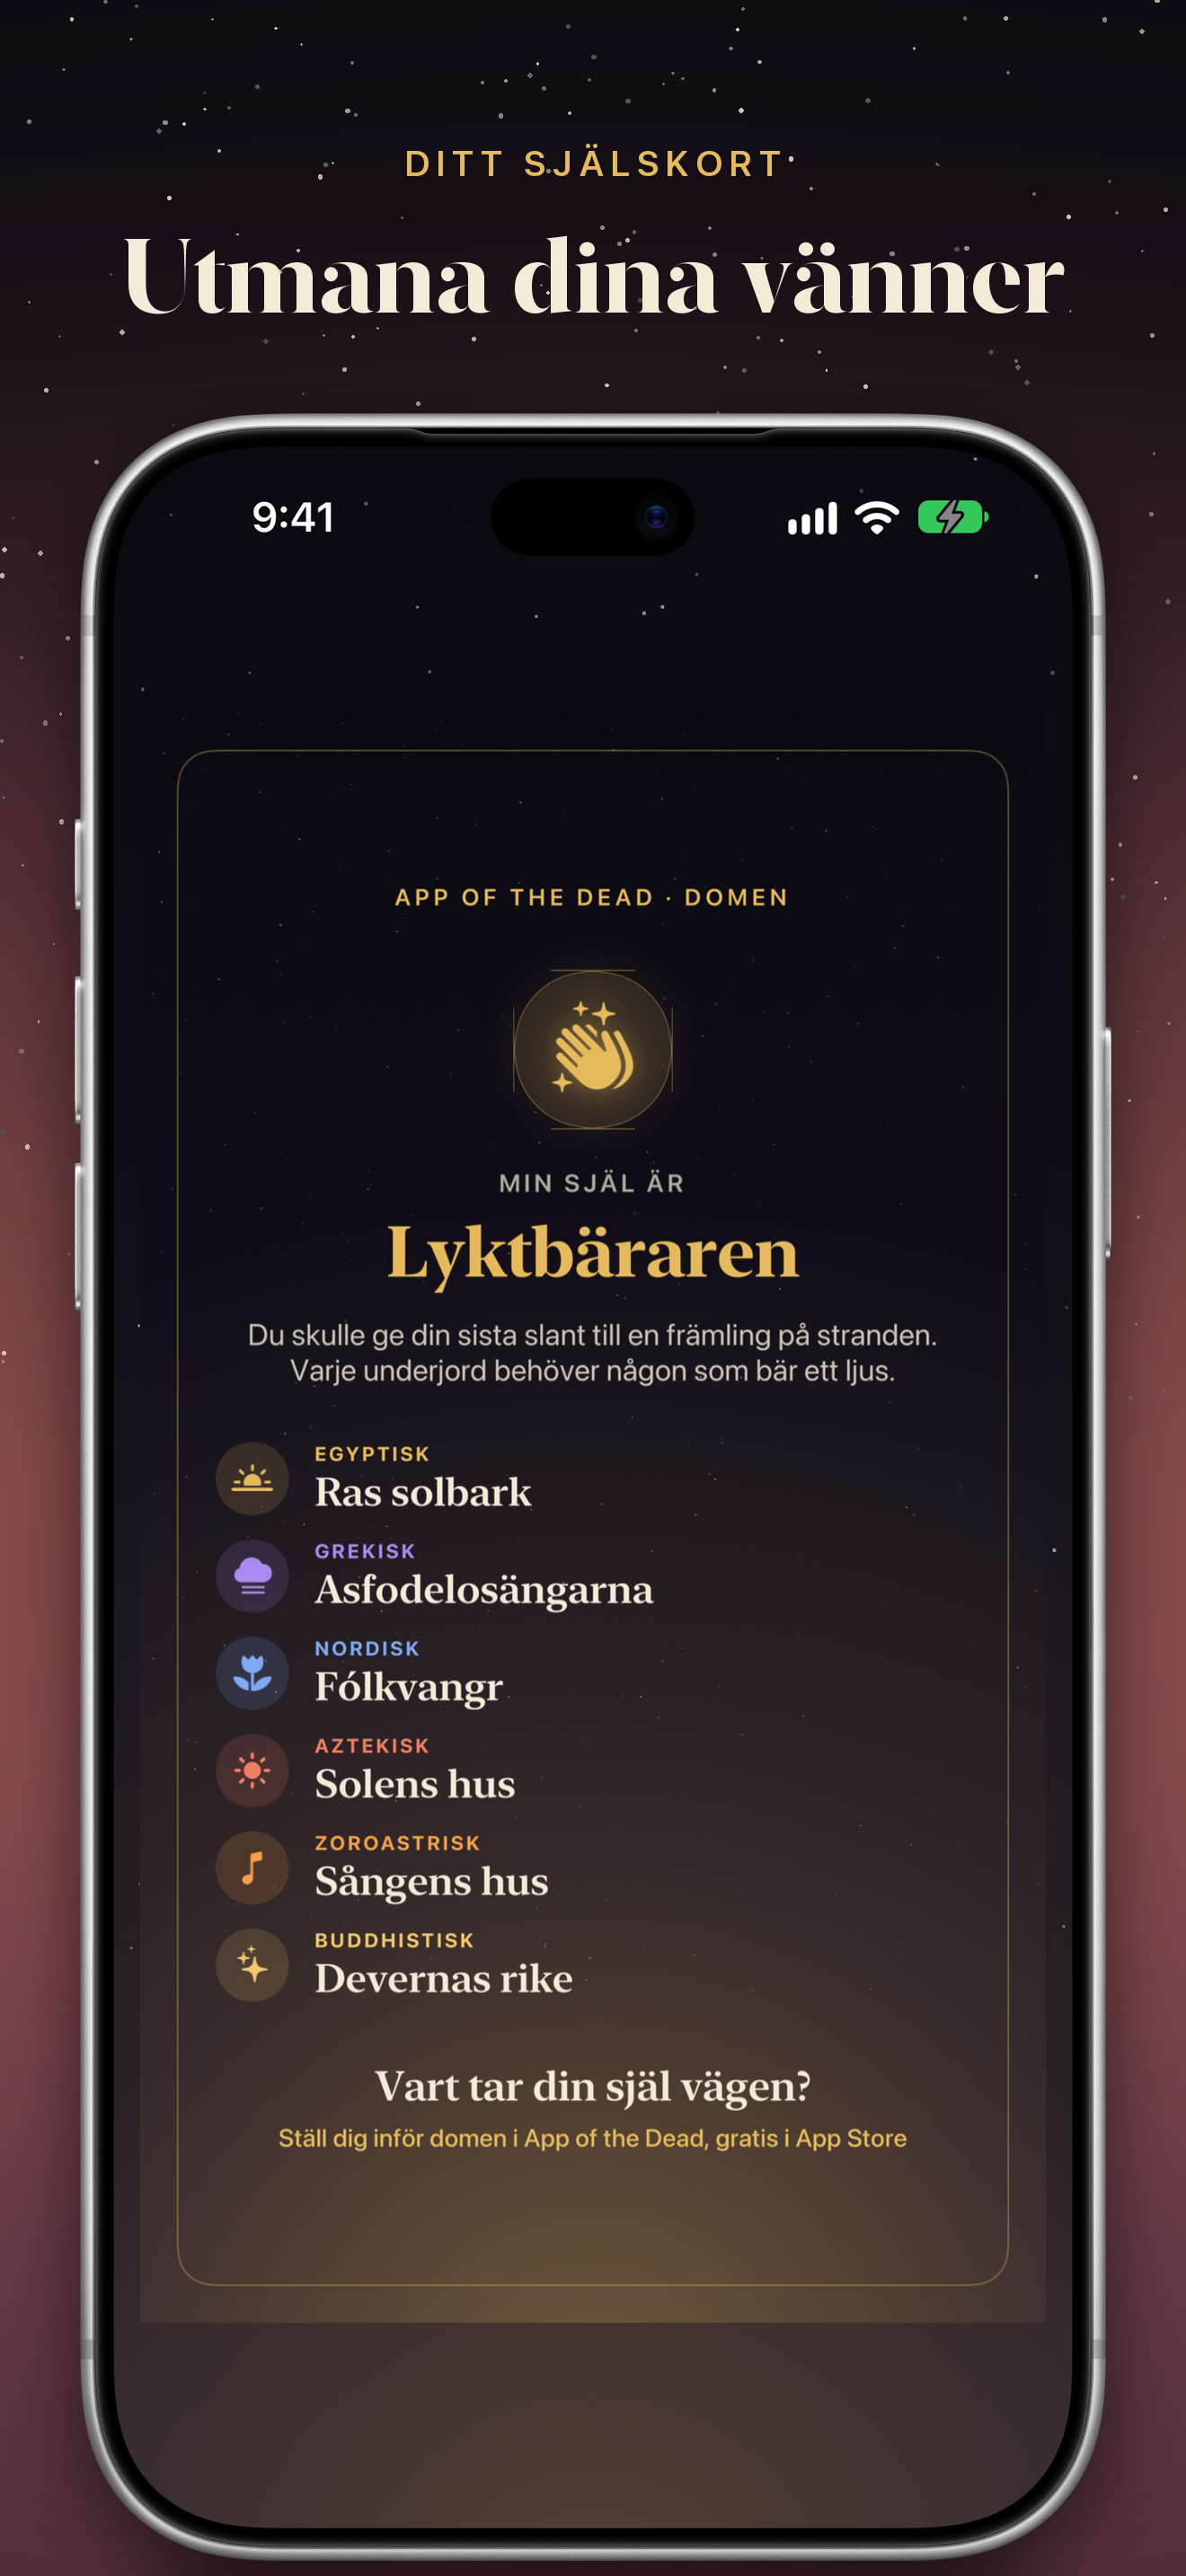 DITT SJÄLSKORT
Utmana dina vänner
9:41
APP OF THE DEAD · DOMEN
MIN SJÄL ÄR
Lyktbäraren
Du skulle ge din sista slant till en främling på stranden.
Varje underjord behöver någon som bär ett ljus.
EGYPTISK
Ras solbark
GREKISK
Asfodelosängarna
NORDISK
Fólkvangr
AZTEKISK
Solens hus
ZOROASTRISK
Sångens hus
BUDDHISTISK
Devernas rike
Vart tar din själ vägen?
Ställ dig inför domen i App of the Dead, gratis i App Store